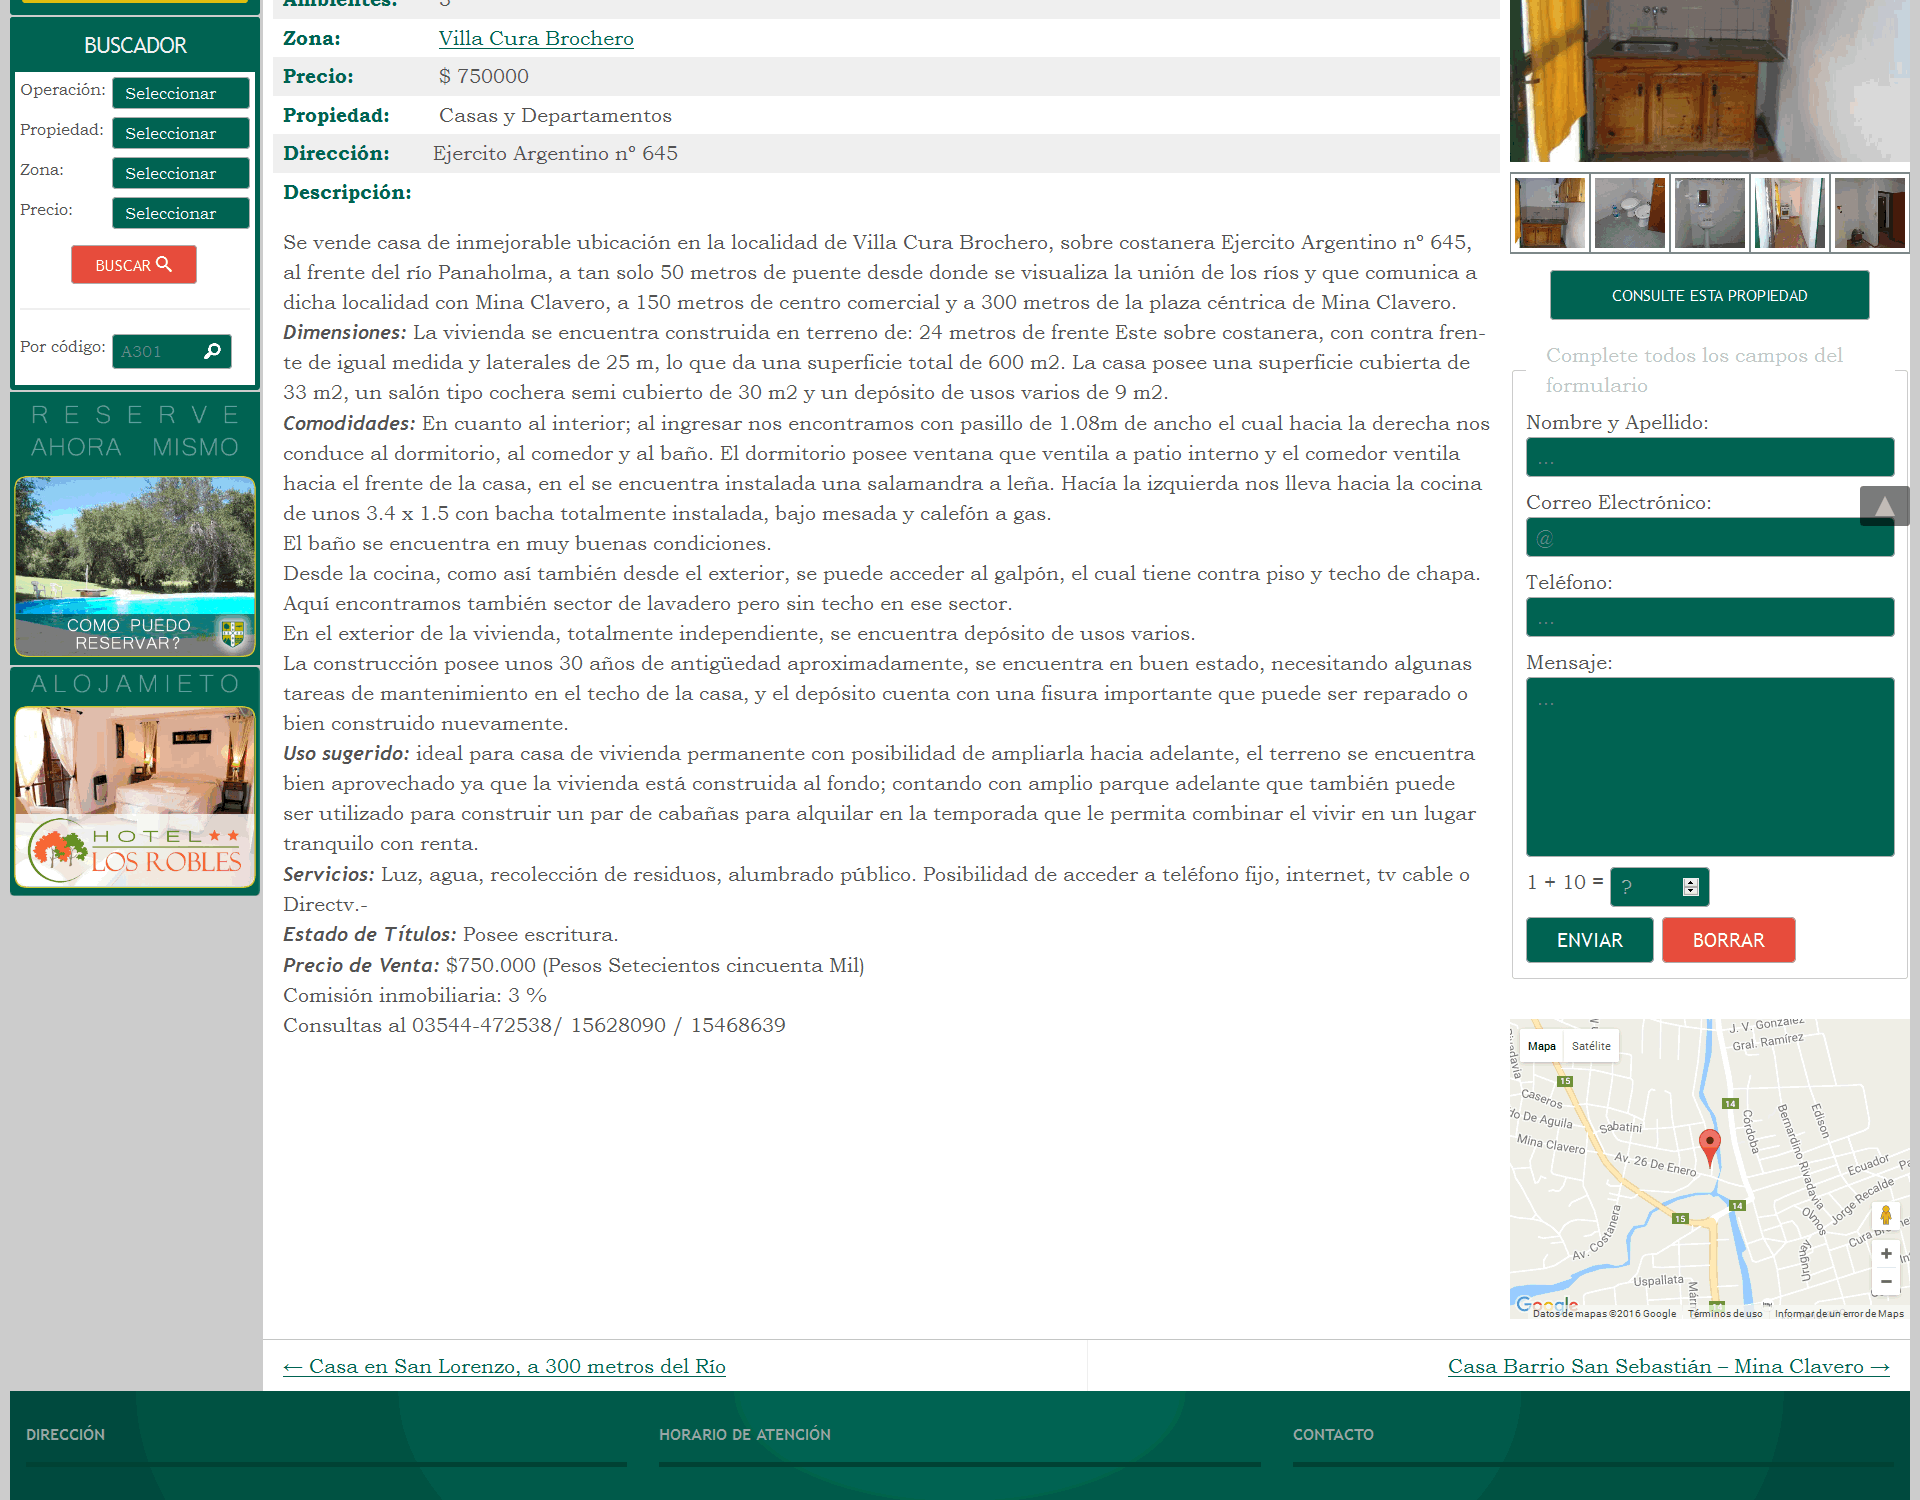 BUSCADOR
Operación: Seleccionar
Propiedad: Seleccionar
Zona: Seleccionar
Precio: Seleccionar
BUSCAR
Por código: A301
RESERVE
AHORA MISMO
COMO PUEDO
RESERVAR?
ALOJAMIETO
HOTEL
LOS ROBLES
Ambientes: 3
Zona: Villa Cura Brochero
Precio: $ 750000
Propiedad: Casas y Departamentos
Dirección: Ejercito Argentino nº 645
Descripción:
Se vende casa de inmejorable ubicación en la localidad de Villa Cura Brochero, sobre costanera Ejercito Argentino nº 645,
al frente del río Panaholma, a tan solo 50 metros de puente desde donde se visualiza la unión de los ríos y que comunica a
dicha localidad con Mina Clavero, a 150 metros de centro comercial y a 300 metros de la plaza céntrica de Mina Clavero.
Dimensiones: La vivienda se encuentra construida en terreno de: 24 metros de frente Este sobre costanera, con contra fren-
te de igual medida y laterales de 25 m, lo que da una superficie total de 600 m2. La casa posee una superficie cubierta de
33 m2, un salón tipo cochera semi cubierto de 30 m2 y un depósito de usos varios de 9 m2.
Comodidades: En cuanto al interior; al ingresar nos encontramos con pasillo de 1.08m de ancho el cual hacia la derecha nos
conduce al dormitorio, al comedor y al baño. El dormitorio posee ventana que ventila a patio interno y el comedor ventila
hacia el frente de la casa, en el se encuentra instalada una salamandra a leña. Hacía la izquierda nos lleva hacia la cocina
de unos 3.4 x 1.5 con bacha totalmente instalada, bajo mesada y calefón a gas.
El baño se encuentra en muy buenas condiciones.
Desde la cocina, como así también desde el exterior, se puede acceder al galpón, el cual tiene contra piso y techo de chapa.
Aquí encontramos también sector de lavadero pero sin techo en ese sector.
En el exterior de la vivienda, totalmente independiente, se encuentra depósito de usos varios.
La construcción posee unos 30 años de antigüedad aproximadamente, se encuentra en buen estado, necesitando algunas
tareas de mantenimiento en el techo de la casa, y el depósito cuenta con una fisura importante que puede ser reparado o
bien construido nuevamente.
Uso sugerido: ideal para casa de vivienda permanente con posibilidad de ampliarla hacia adelante, el terreno se encuentra
bien aprovechado ya que la vivienda está construida al fondo; contando con amplio parque adelante que también puede
ser utilizado para construir un par de cabañas para alquilar en la temporada que le permita combinar el vivir en un lugar
tranquilo con renta.
Servicios: Luz, agua, recolección de residuos, alumbrado público. Posibilidad de acceder a teléfono fijo, internet, tv cable o
Directv.-
Estado de Títulos: Posee escritura.
Precio de Venta: $750.000 (Pesos Setecientos cincuenta Mil)
Comisión inmobiliaria: 3 %
Consultas al 03544-472538/ 15628090 / 15468639
CONSULTE ESTA PROPIEDAD
Complete todos los campos del
formulario
Nombre y Apellido:
...
Correo Electrónico:
@
Teléfono:
...
Mensaje:
...
1 + 10 = ?
ENVIAR BORRAR
Mapa Satélite
J. V. González
Gral. Ramírez
15
Caseros
14
Mina Clavero
Sabatini
Av. 26 De Enero
Córdoba
Bernardino Rivadavia
Edison
Ecuador
Jorge Recalde
Olmos
14
15
Av. Costanera
Uruguay
Uspallata
Google
Datos de mapas ©2016 Google Términos de uso Informar de un error de Maps
← Casa en San Lorenzo, a 300 metros del Río
Casa Barrio San Sebastián – Mina Clavero →
DIRECCIÓN
HORARIO DE ATENCIÓN
CONTACTO